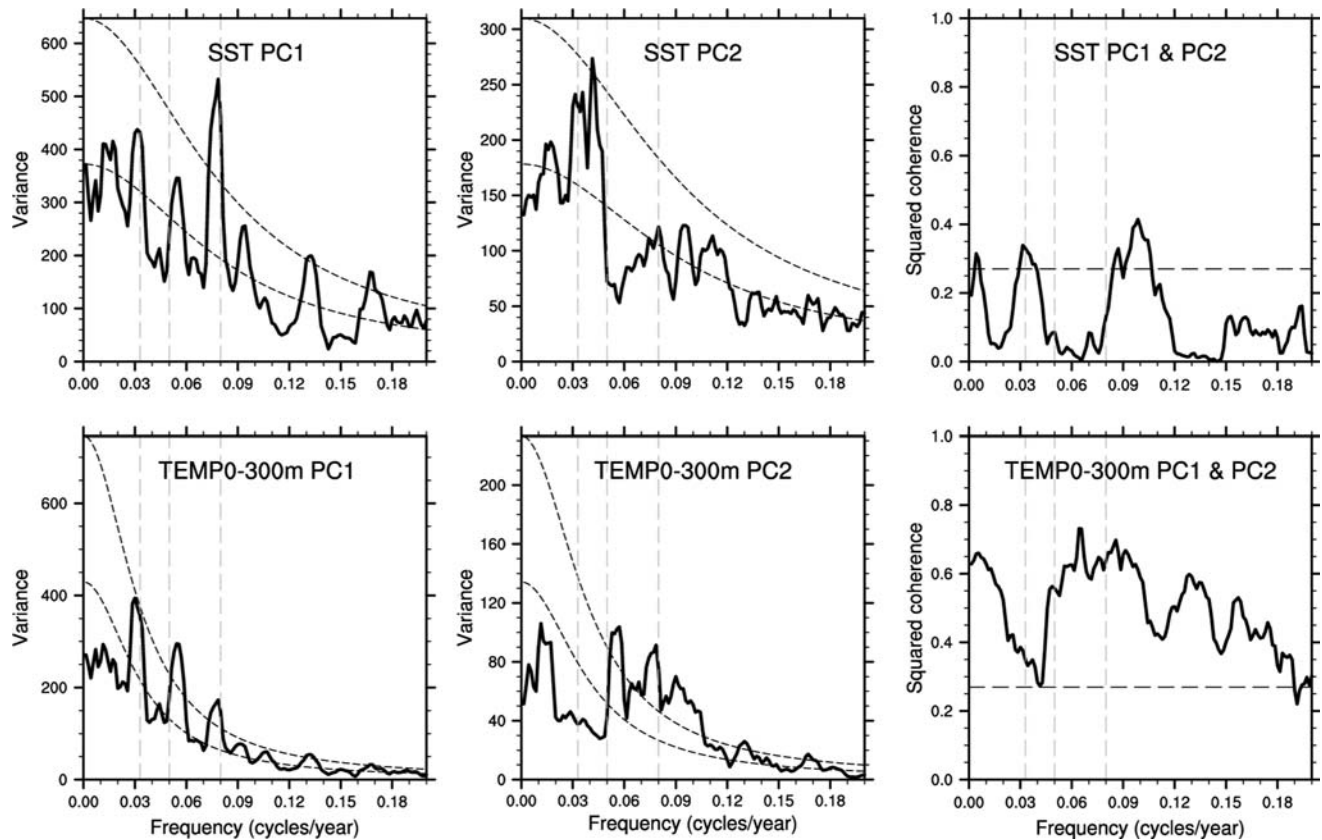 SST PC1
Variance
600
500
400
300
200
100
0
0.00 0.03 0.06 0.09 0.12 0.15 0.18
SST PC2
Variance
300
250
200
150
100
50
0
0.00 0.03 0.06 0.09 0.12 0.15 0.18
SST PC1 & PC2
Squared coherence
1.0
0.8
0.6
0.4
0.2
0.0
0.00 0.03 0.06 0.09 0.12 0.15 0.18
TEMP0-300m PC1
Variance
600
400
200
0
0.00 0.03 0.06 0.09 0.12 0.15 0.18
Frequency (cycles/year)
TEMP0-300m PC2
Variance
200
160
120
80
40
0
0.00 0.03 0.06 0.09 0.12 0.15 0.18
Frequency (cycles/year)
TEMP0-300m PC1 & PC2
Squared coherence
1.0
0.8
0.6
0.4
0.2
0.0
0.00 0.03 0.06 0.09 0.12 0.15 0.18
Frequency (cycles/year)